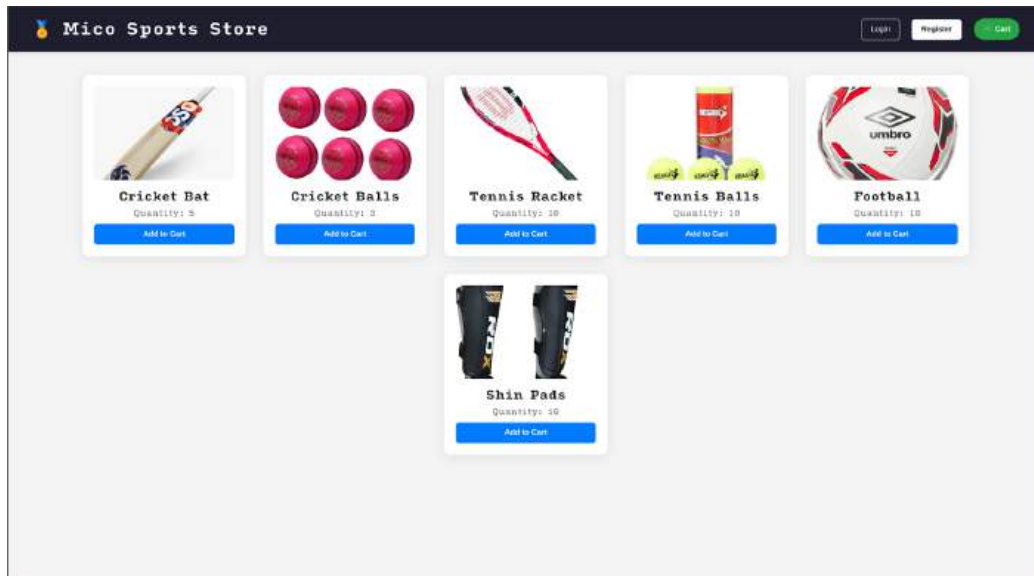 Mico Sports Store
Login
Register
Cart
umbro
Cricket Bat
Quantity: 5
Add to Cart
Cricket Balls
Quantity: 3
Add to Cart
Tennis Racket
Quantity: 10
Add to Cart
Tennis Balls
Quantity: 10
Add to Cart
Football
Quantity: 10
Add to Cart
RDX
RDX
Shin Pads
Quantity: 10
Add to Cart